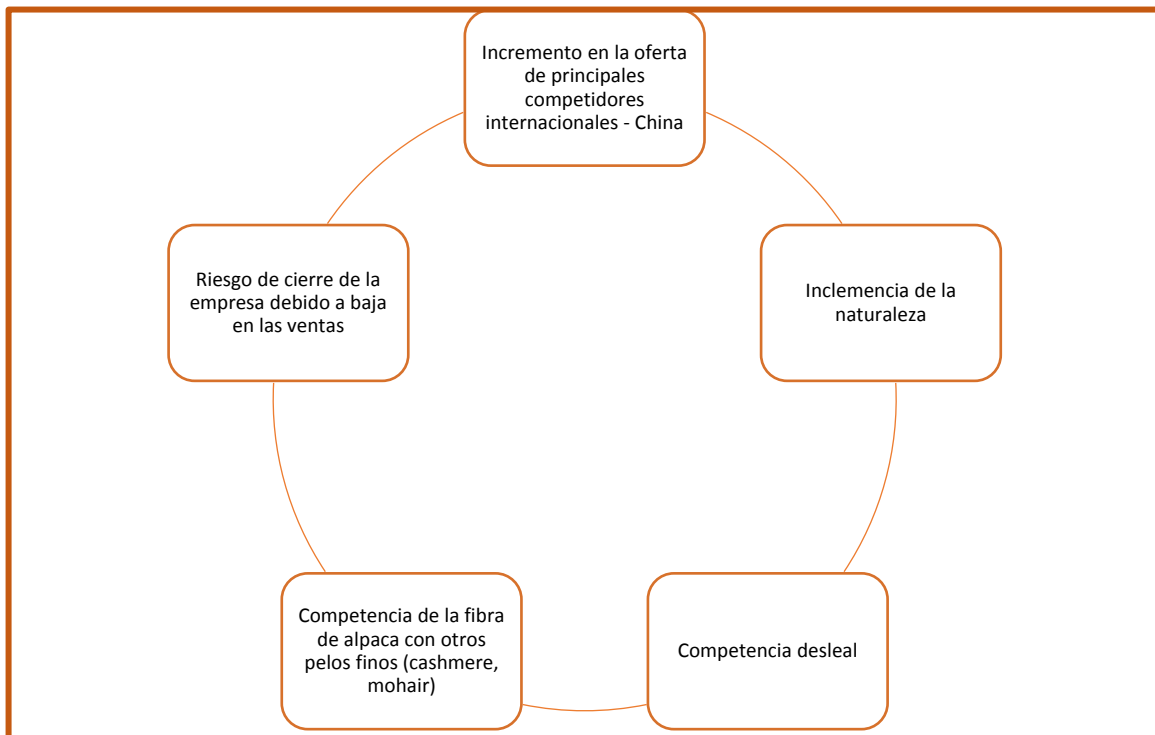 Incremento en la oferta
de principales
competidores
internacionales - China
Inclemencia de la
naturaleza
Competencia desleal
Competencia de la fibra
de alpaca con otros
pelos finos (cashmere,
mohair)
Riesgo de cierre de la
empresa debido a baja
en las ventas